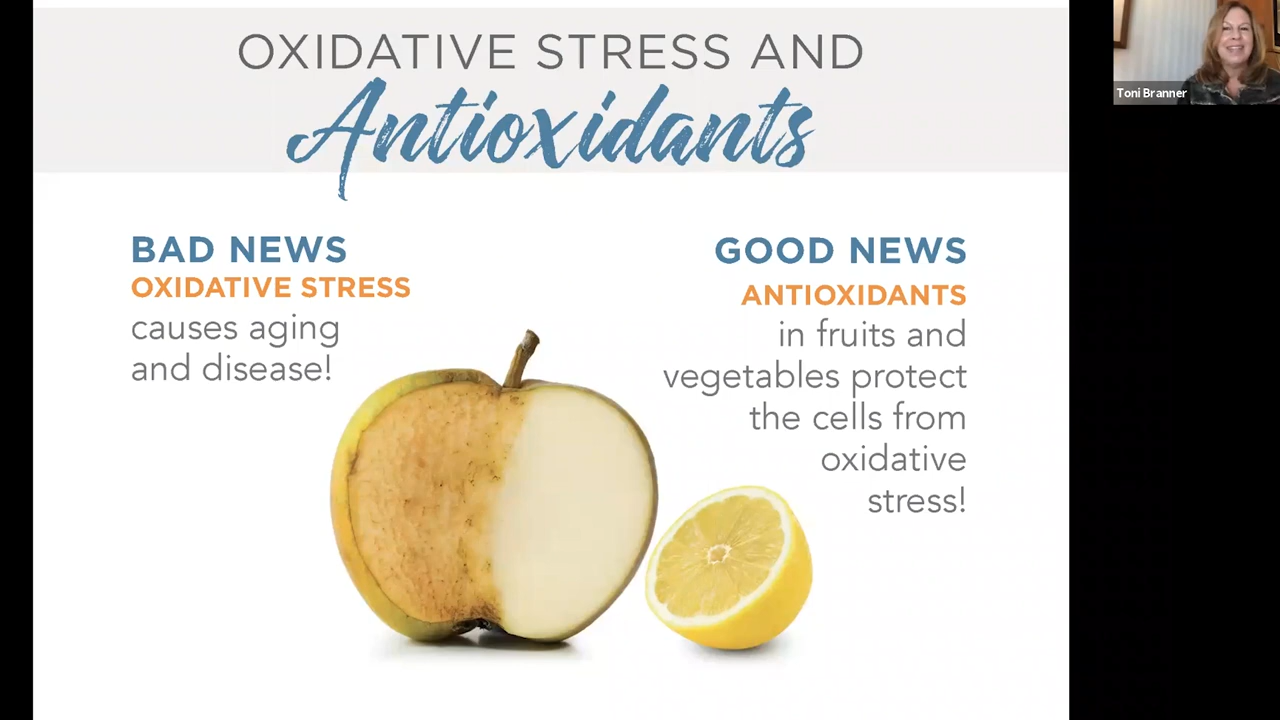 OXIDATIVE STRESS AND
Antioxidants
BAD NEWS
OXIDATIVE STRESS
causes aging
and disease!
GOOD NEWS
ANTIOXIDANTS
in fruits and
vegetables protect
the cells from
oxidative
stress!
Toni Branner